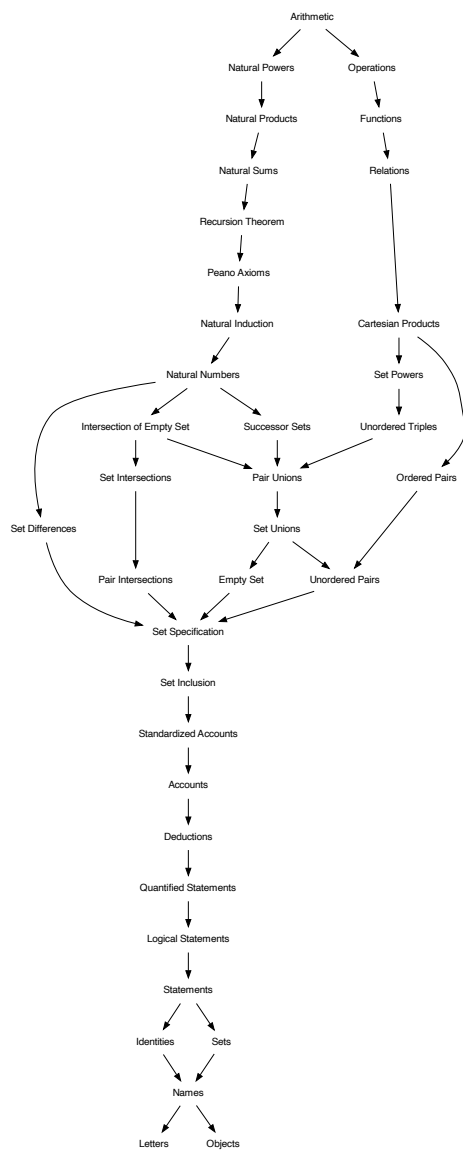 Arithmetic
Natural Powers
Operations
Natural Products
Functions
Natural Sums
Relations
Recursion Theorem
Peano Axioms
Natural Induction
Cartesian Products
Natural Numbers
Set Powers
Intersection of Empty Set
Successor Sets
Unordered Triples
Set Intersections
Pair Unions
Ordered Pairs
Set Differences
Set Unions
Pair Intersections
Empty Set
Unordered Pairs
Set Specification
Set Inclusion
Standardized Accounts
Accounts
Deductions
Quantified Statements
Logical Statements
Statements
Identities
Sets
Names
Letters
Objects